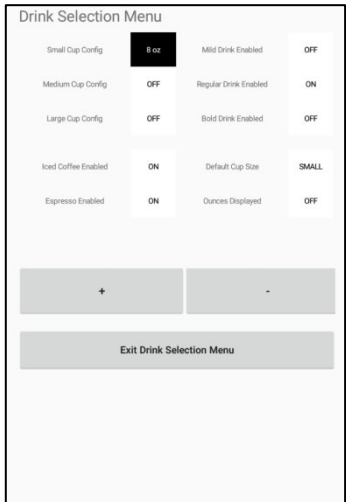 Drink Selection Menu
Small Cup Config 8 oz Mild Drink Enabled OFF
Medium Cup Config OFF Regular Drink Enabled ON
Large Cup Config OFF Bold Drink Enabled OFF
Iced Coffee Enabled ON Default Cup Size SMALL
Espresso Enabled ON Ounces Displayed OFF
+ -
Exit Drink Selection Menu